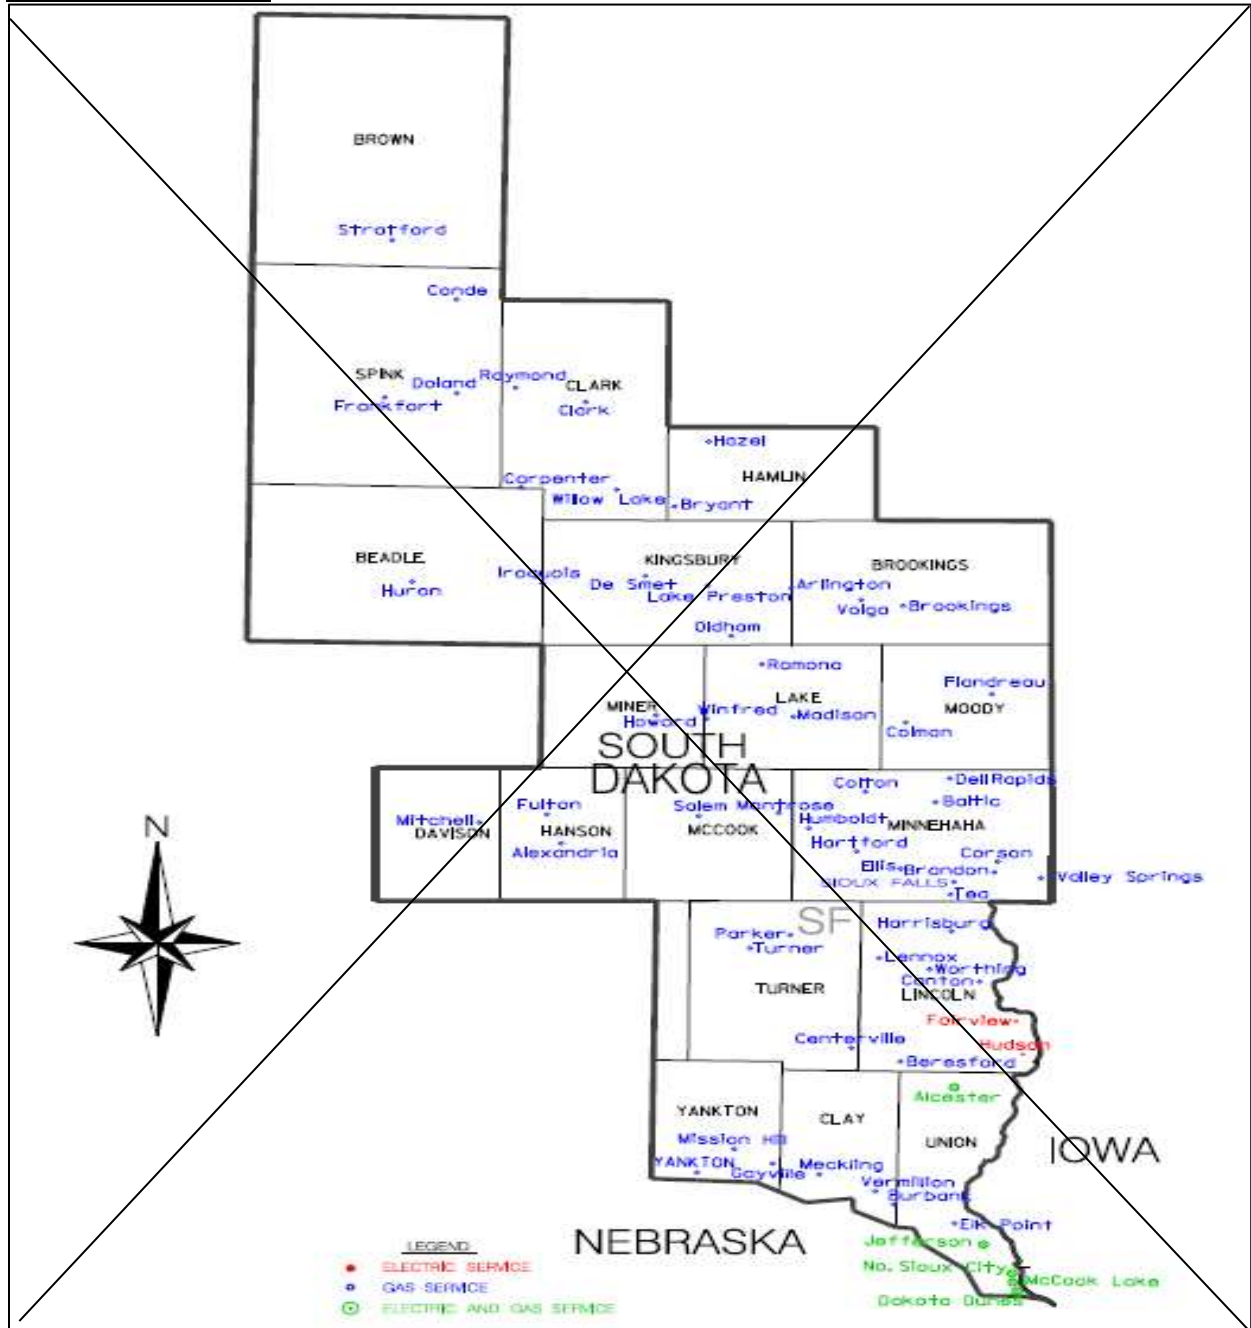 BROWN
Stratford
Conde
SPINK
Doland
Raymond
CLARK
Frankfort
Clark
Hazel
HAMLIN
Carpenter
Willow Lake
Bryant
BEADLE
KINGSBURY
BROOKINGS
Iroquois
Huron
De Smet
Arlington
Lake Preston
Volga
Brookings
Oldham
Ramona
Flandreau
LAKE
MINER
MOODY
Winfred
Madison
Howard
Colman
SOUTH
DAKOTA
Colton
Dell Rapids
Baltic
Fulton
Salem
Montrose
Mitchell
DAVISON
HANSON
MCCOOK
Humboldt
MINNEHAHA
Hartford
Alexandria
Corson
Ellis
Brandon
Valley Springs
SIOUX FALLS
Tea
N
SF
Harrisburg
Parker
Turner
Lennox
Worthing
Canton
LINCOLN
TURNER
Fairview
Centerville
Hudson
Beresford
Alcester
YANKTON
CLAY
UNION
IOWA
Mission Hill
YANKTON
Gayville
Meckling
Vermillion
Burbank
Elk Point
NEBRASKA
Jefferson
No. Sioux City
McCook Lake
Dakota Dunes
LEGEND
ELECTRIC SERVICE
GAS SERVICE
ELECTRIC AND GAS SERVICE